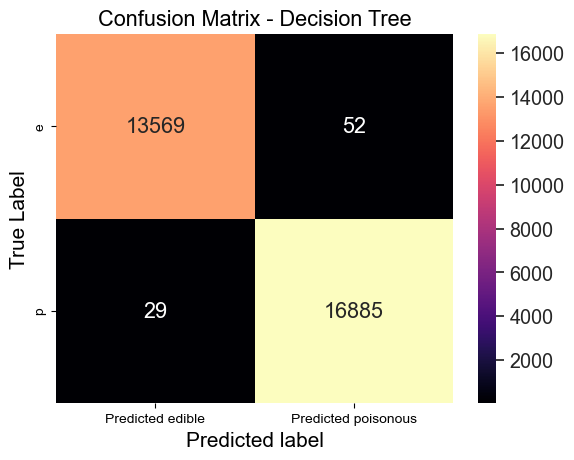 Confusion Matrix - Decision Tree
True Label
e
13569
52
p
29
16885
Predicted edible
Predicted poisonous
Predicted label
16000
14000
12000
10000
8000
6000
4000
2000